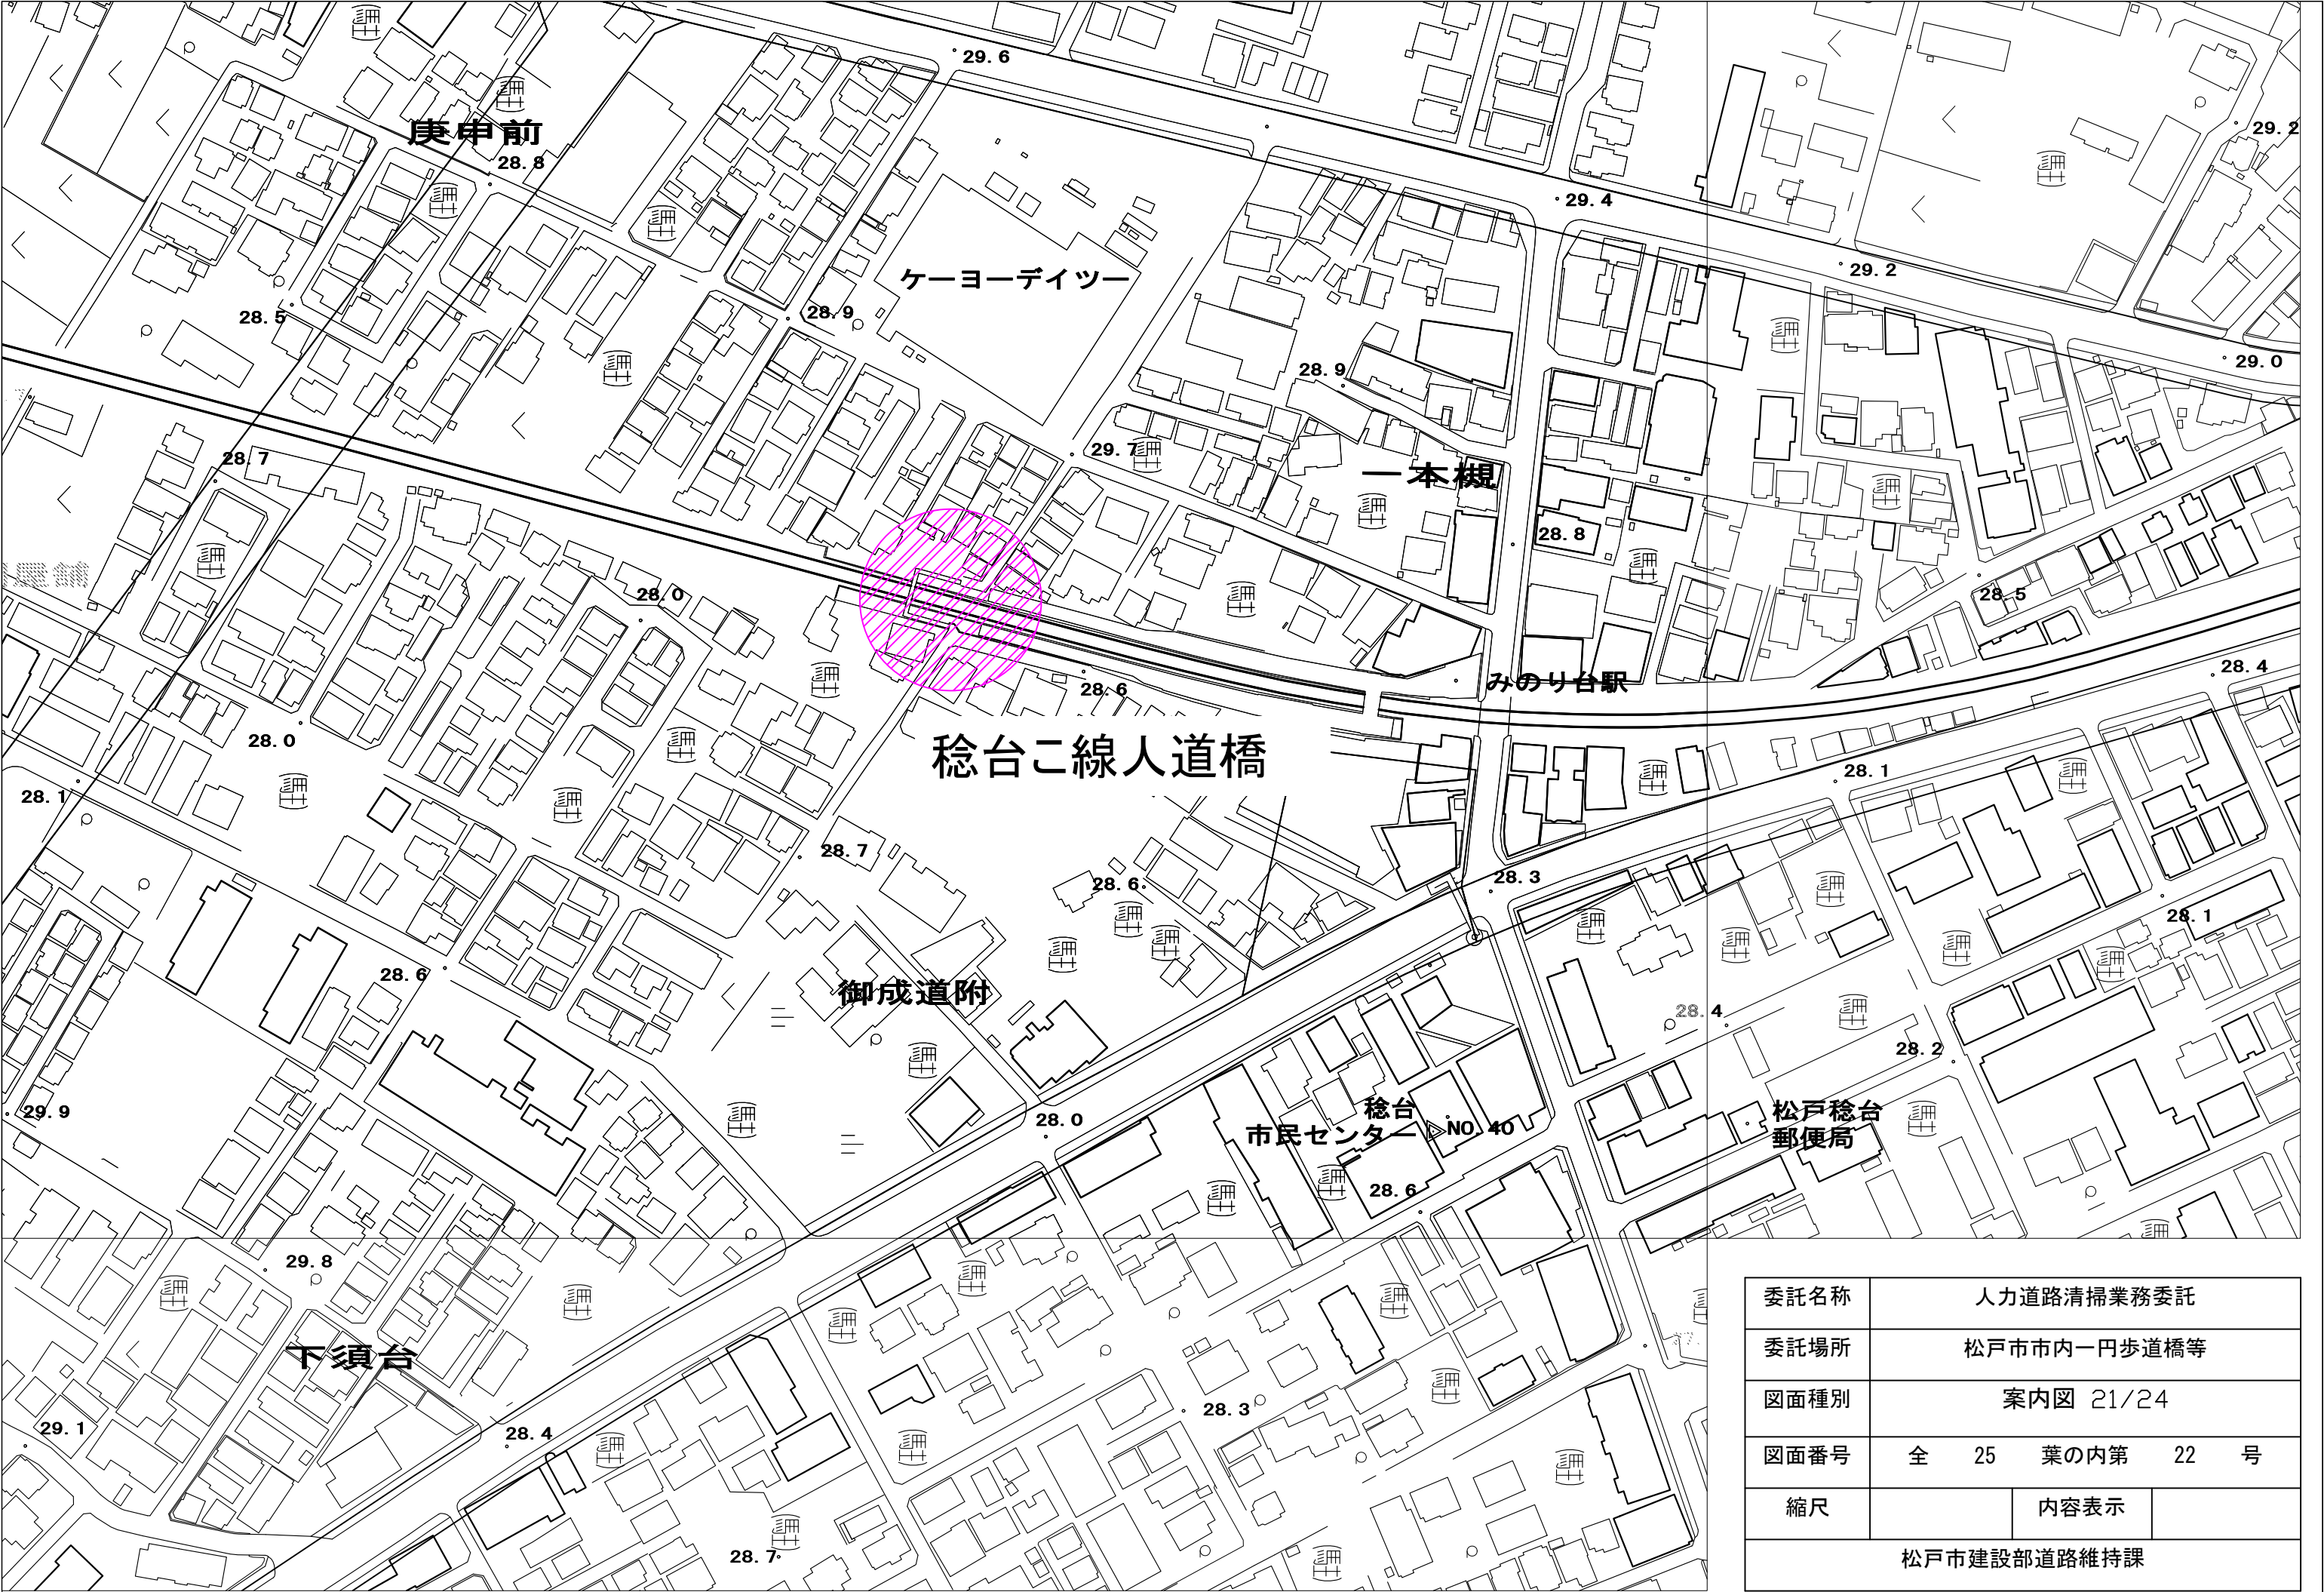 29.6
庚申前
28.8
29.2
29.4
ケーヨーデイツー
29.2
28.5
28.9
28.9
29.0
28.7
29.7
一本槻
28.8
28.0
28.5
28.6
みのり台駅
28.4
28.0
稔台こ線人道橋
28.1
28.1
28.7
28.6
28.3
28.1
28.6
御成道附
28.4
28.2
29.9
28.0
稔台
市民センター
NO.40
松戸稔台
郵便局
28.6
29.8
下須台
29.1
28.4
28.3
28.7
委託名称 人力道路清掃業務委託
委託場所 松戸市市内一円歩道橋等
図面種別 案内図 21/24
図面番号 全 25 葉の内第 22 号
縮尺 内容表示
松戸市建設部道路維持課